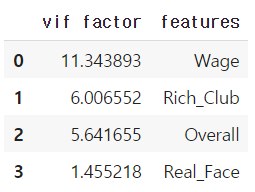 vif factor features
0 11.343893 Wage
1 6.006552 Rich_Club
2 5.641655 Overall
3 1.455218 Real_Face